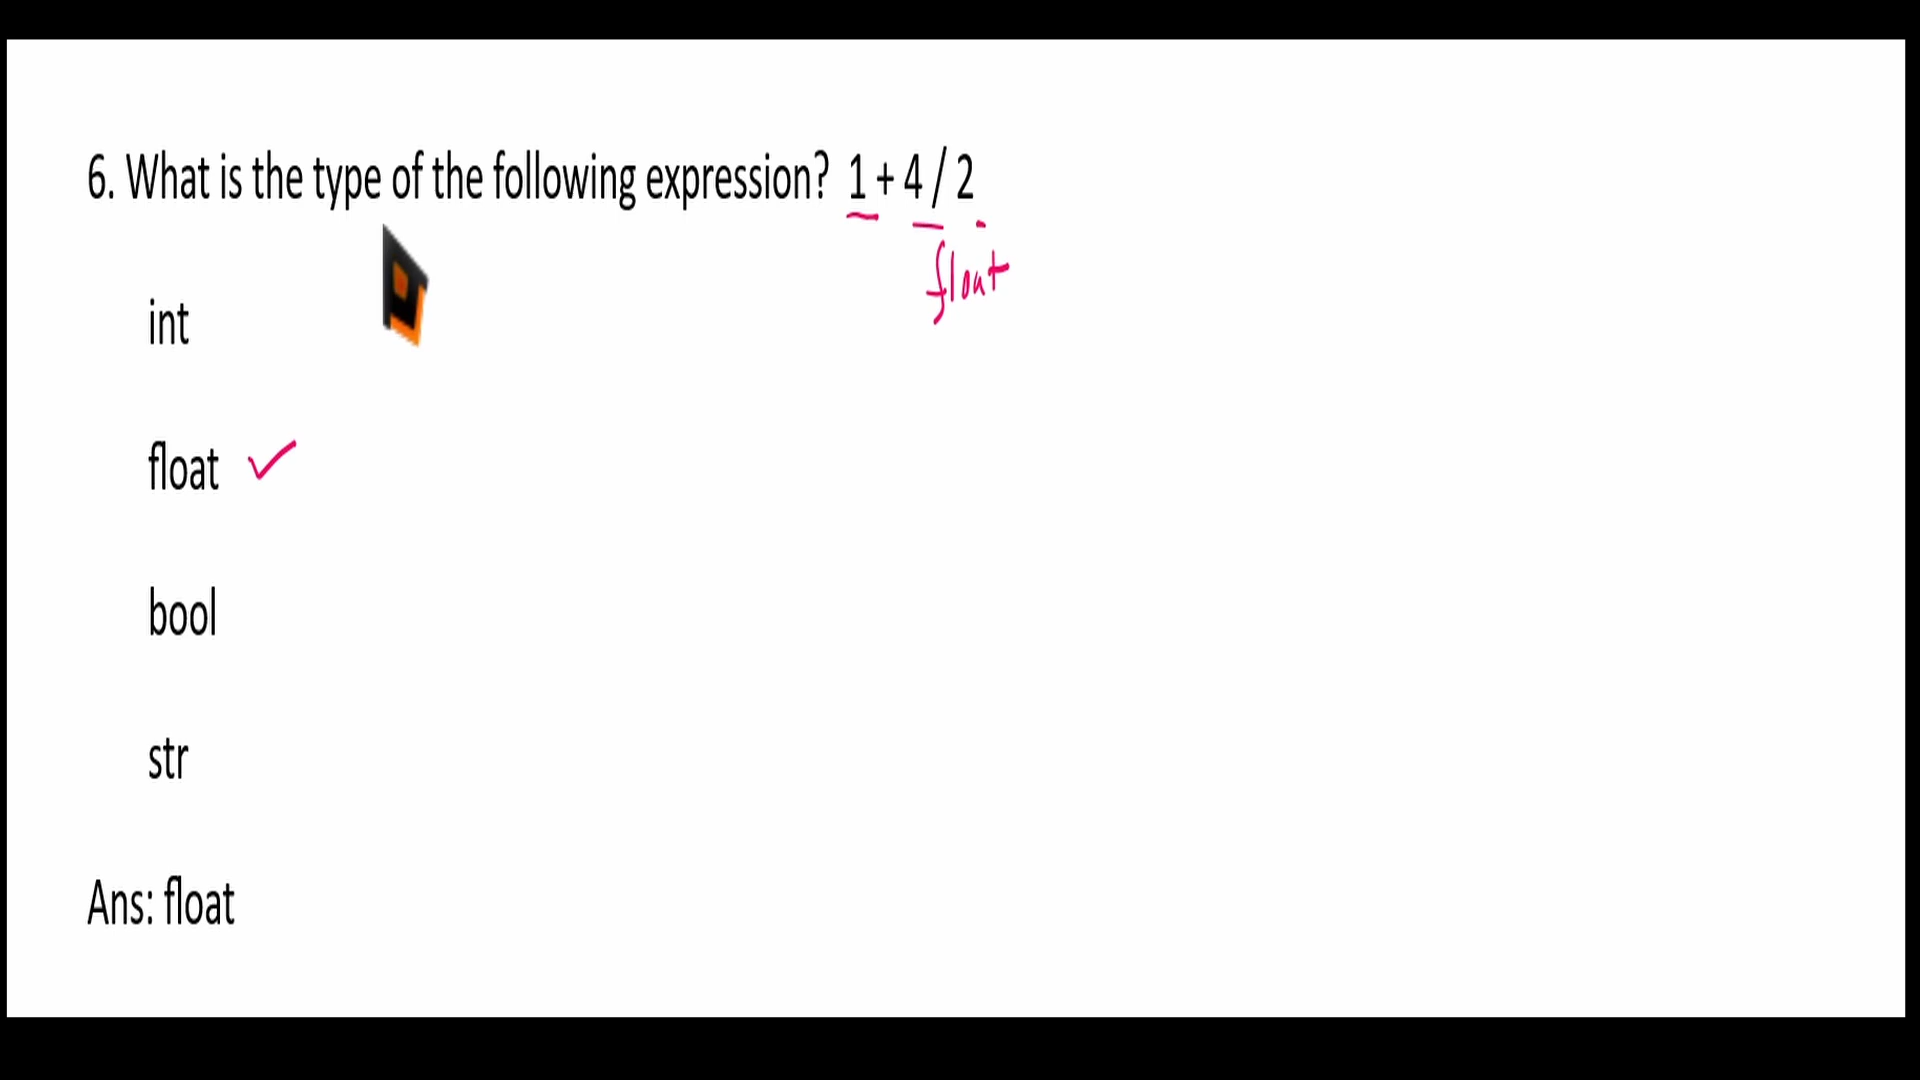 6. What is the type of the following expression? 1 + 4 / 2
float
int
float
bool
str
Ans: float